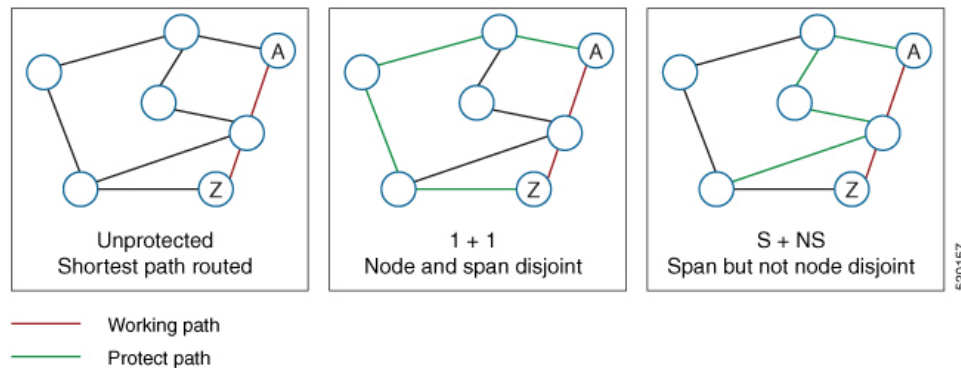 A
Z
Unprotected
Shortest path routed
A
Z
1 + 1
Node and span disjoint
A
Z
S + NS
Span but not node disjoint
520157
Working path
Protect path